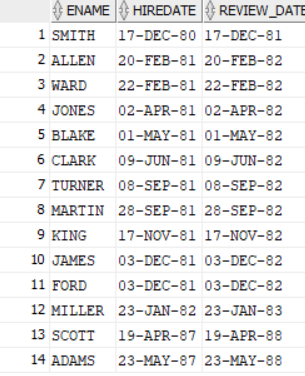 ENAME HIREDATE REVIEW_DATE
1 SMITH 17-DEC-80 17-DEC-81
2 ALLEN 20-FEB-81 20-FEB-82
3 WARD 22-FEB-81 22-FEB-82
4 JONES 02-APR-81 02-APR-82
5 BLAKE 01-MAY-81 01-MAY-82
6 CLARK 09-JUN-81 09-JUN-82
7 TURNER 08-SEP-81 08-SEP-82
8 MARTIN 28-SEP-81 28-SEP-82
9 KING 17-NOV-81 17-NOV-82
10 JAMES 03-DEC-81 03-DEC-82
11 FORD 03-DEC-81 03-DEC-82
12 MILLER 23-JAN-82 23-JAN-83
13 SCOTT 19-APR-87 19-APR-88
14 ADAMS 23-MAY-87 23-MAY-88